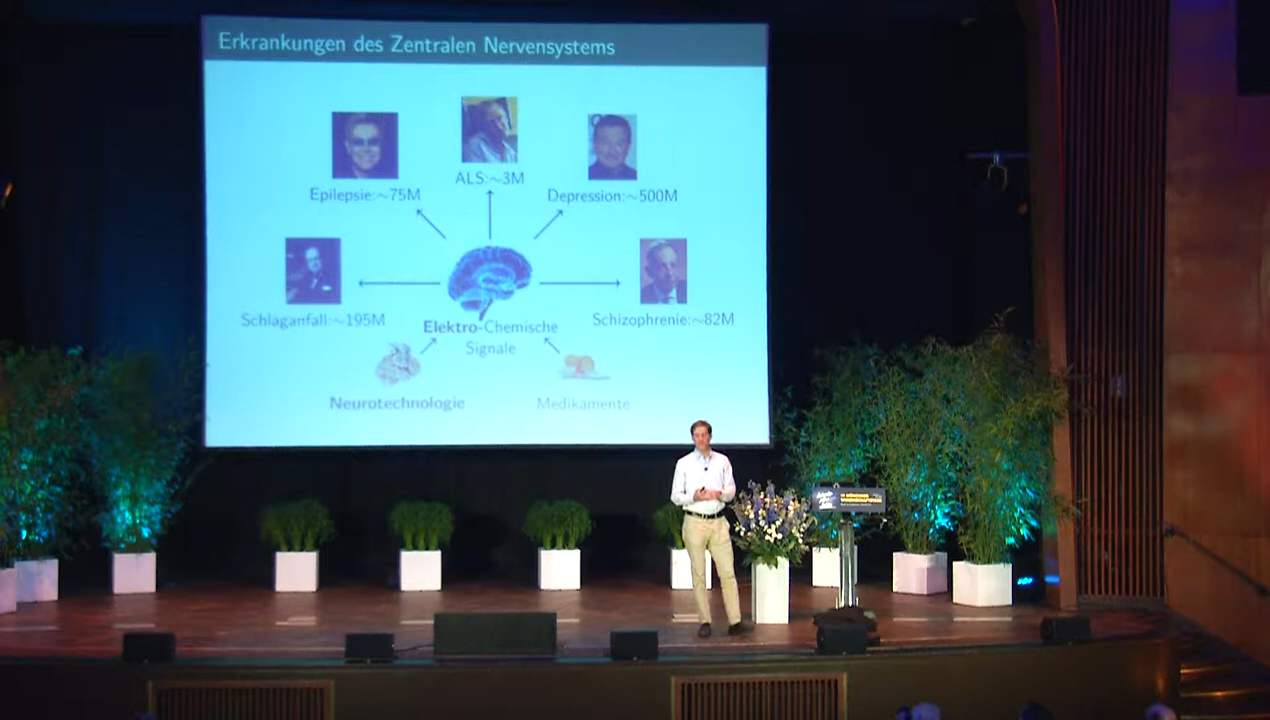 Erkrankungen des Zentralen Nervensystems
ALS:~3M
Epilepsie:~75M
Depression:~500M
Schlaganfall:~195M
Schizophrenie:~82M
Elektro-Chemische
Signale
Neurotechnologie
Medikamente